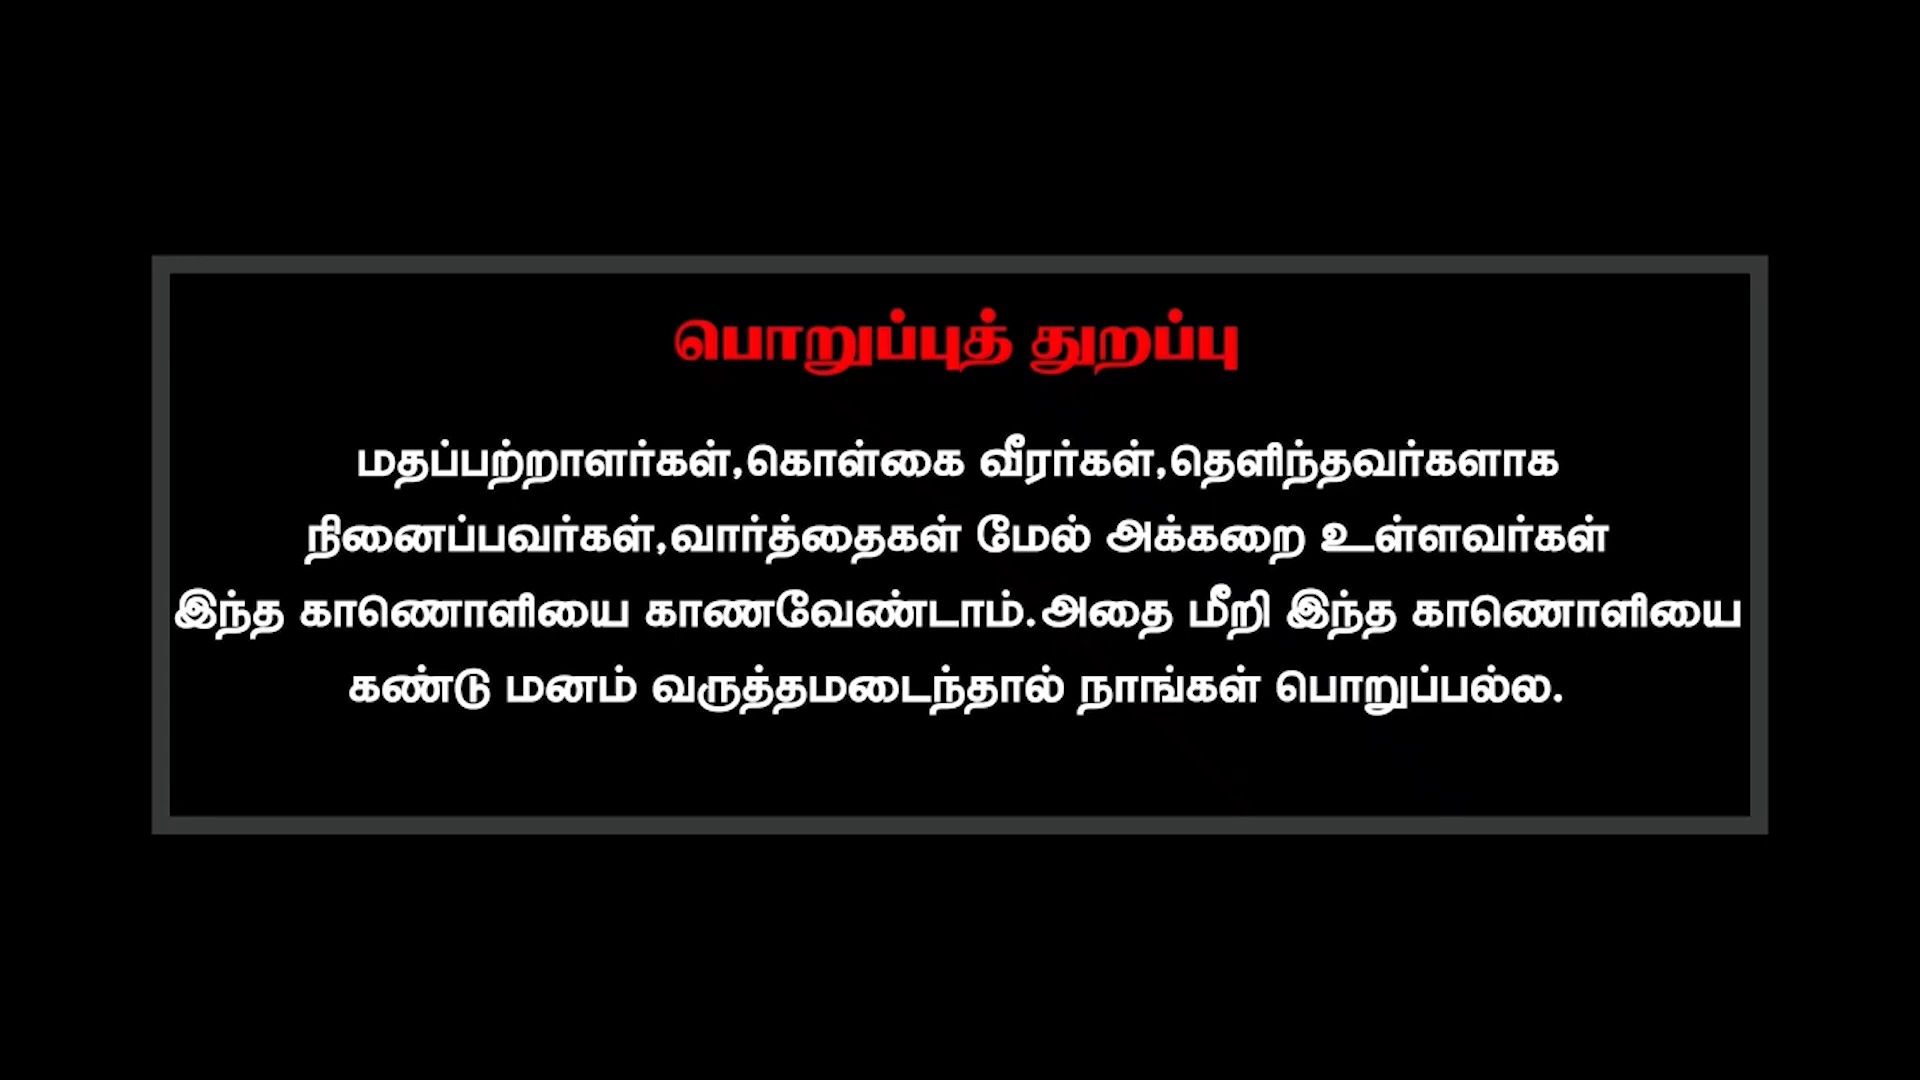 பொறுப்புத் துறப்பு
மதப்பற்றாளர்கள்,கொள்கை வீரர்கள்,தெளிந்தவர்களாக
நினைப்பவர்கள்,வார்த்தைகள் மேல் அக்கறை உள்ளவர்கள்
இந்த காணொளியை காணவேண்டாம்.அதை மீறி இந்த காணொளியை
கண்டு மனம் வருத்தமடைந்தால் நாங்கள் பொறுப்பல்ல.